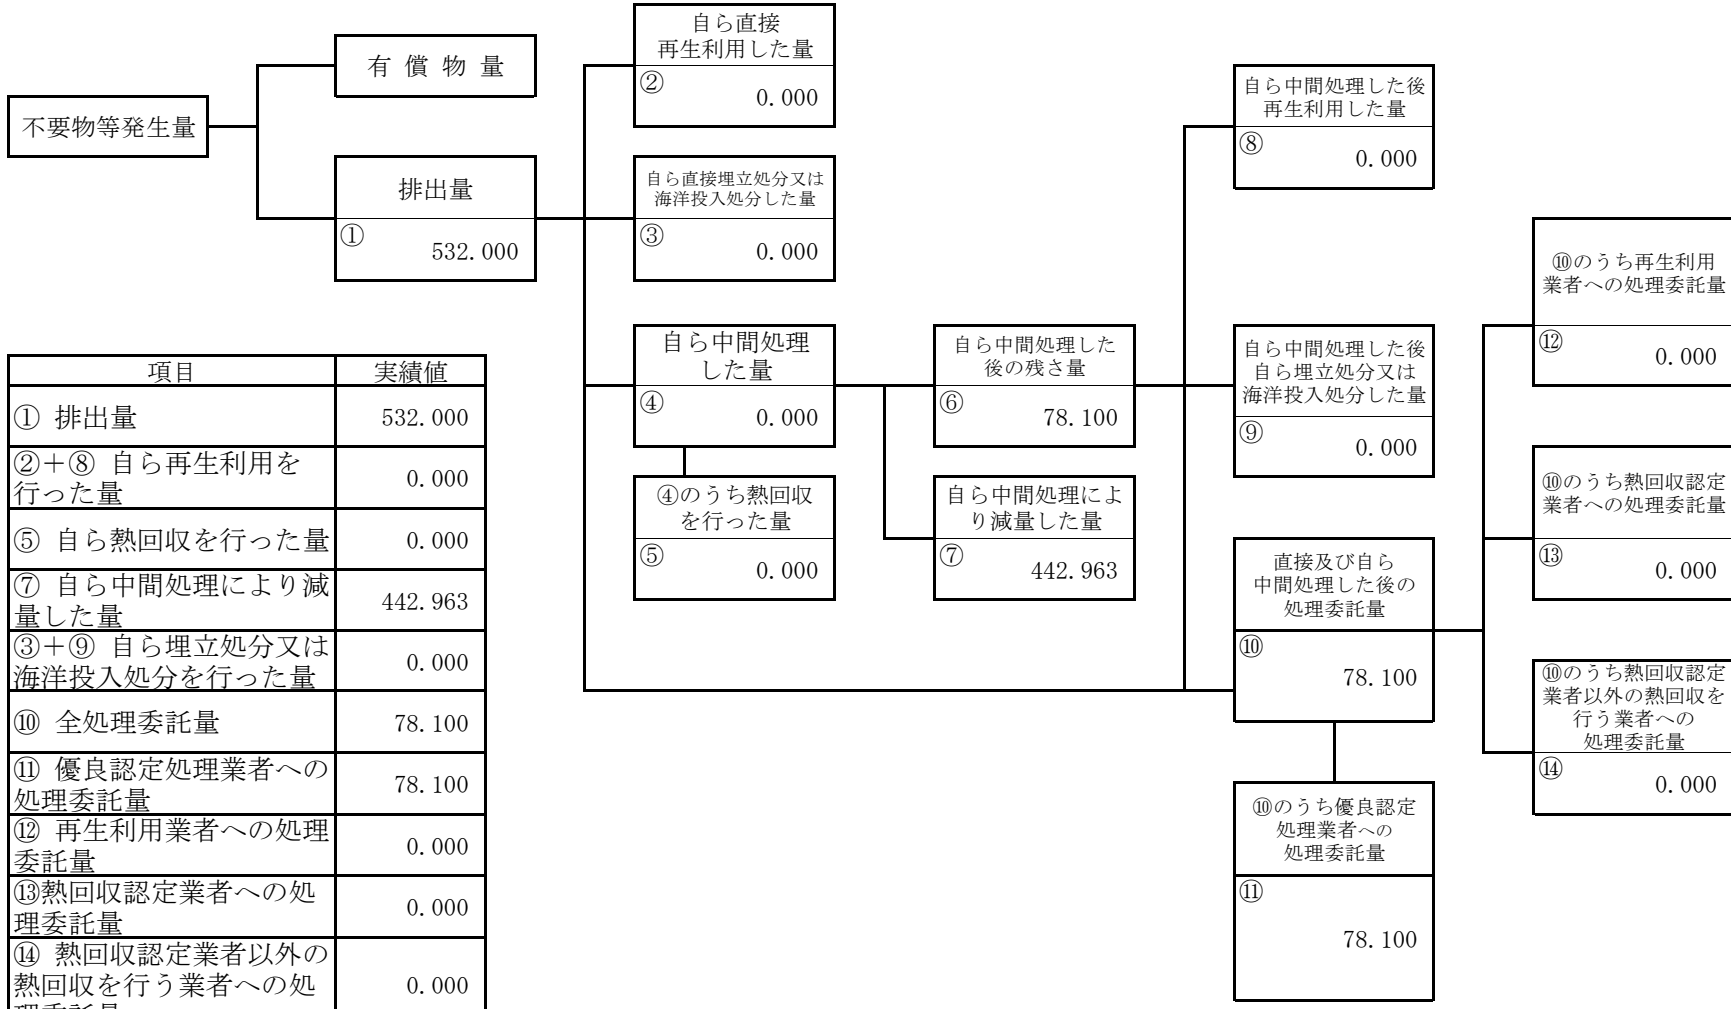 不要物等発生量
有 償 物 量
排出量
①
532.000
自ら直接
再生利用した量
②
0.000
自ら直接埋立処分又は
海洋投入処分した量
③
0.000
自ら中間処理
した量
④
0.000
④のうち熱回収
を行った量
⑤
0.000
自ら中間処理した
後の残さ量
⑥
78.100
自ら中間処理によ
り減量した量
⑦
442.963
自ら中間処理した後
再生利用した量
⑧
0.000
自ら中間処理した後
自ら埋立処分又は
海洋投入処分した量
⑨
0.000
直接及び自ら
中間処理した後の
処理委託量
⑩
78.100
⑩のうち優良認定
処理業者への
処理委託量
⑪
78.100
⑩のうち再生利用
業者への処理委託量
⑫
0.000
⑩のうち熱回収認定
業者への処理委託量
⑬
0.000
⑩のうち熱回収認定
業者以外の熱回収を
行う業者への
処理委託量
⑭
0.000
項目 実績値
① 排出量 532.000
②＋⑧ 自ら再生利用を
行った量 0.000
⑤ 自ら熱回収を行った量 0.000
⑦ 自ら中間処理により減
量した量 442.963
③＋⑨ 自ら埋立処分又は
海洋投入処分を行った量 0.000
⑩ 全処理委託量 78.100
⑪ 優良認定処理業者への
処理委託量 78.100
⑫ 再生利用業者への処理
委託量 0.000
⑬熱回収認定業者への処
理委託量 0.000
⑭ 熱回収認定業者以外の
熱回収を行う業者への処 0.000